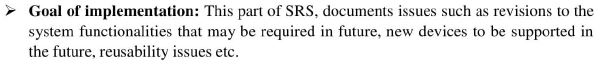 ➢ Goal of implementation: This part of SRS, documents issues such as revisions to the
system functionalities that may be required in future, new devices to be supported in
the future, reusability issues etc.